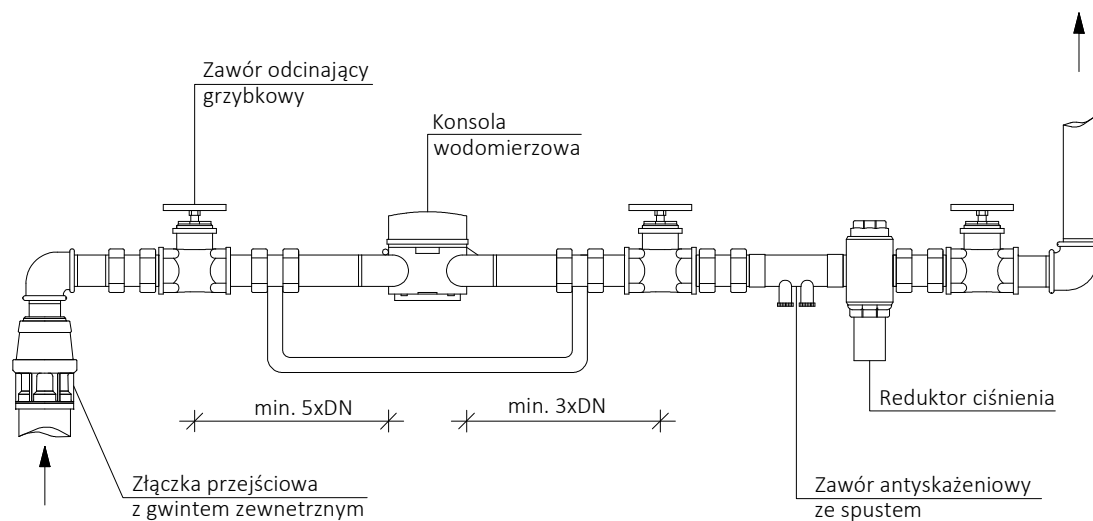 Zawór odcinający
grzybkowy
Konsola
wodomierzowa
min. 5xDN
min. 3xDN
Reduktor ciśnienia
Złączka przejściowa
z gwintem zewnetrznym
Zawór antyskażeniowy
ze spustem